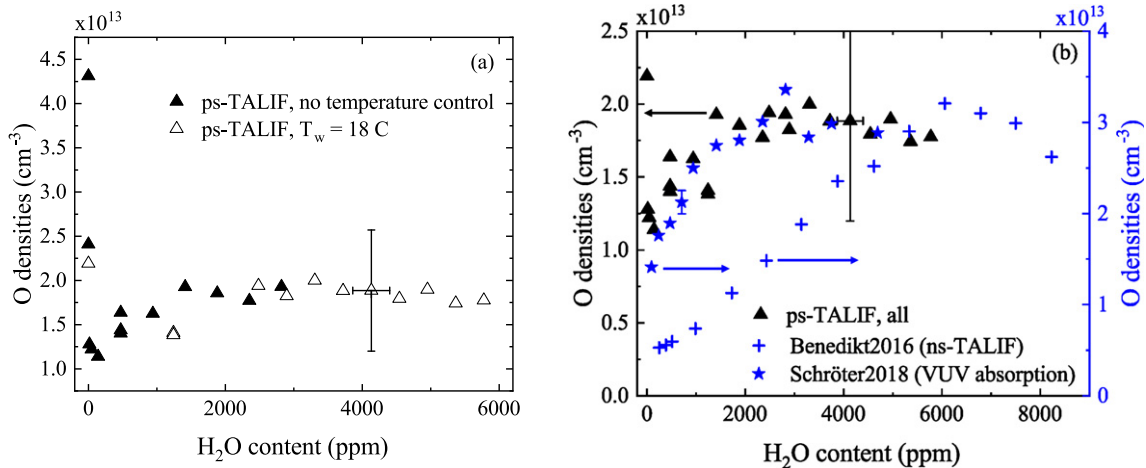 x10^13
(a)
ps-TALIF, no temperature control
ps-TALIF, T_w = 18 C
4.5
4.0
3.5
3.0
2.5
2.0
1.5
1.0
O densities (cm^-3)
0
2000
4000
6000
H_2O content (ppm)
x10^13
x10^13
(b)
2.5
2.0
1.5
1.0
0.5
0.0
O densities (cm^-3)
4
3
2
1
0
O densities (cm^-3)
ps-TALIF, all
Benedikt2016 (ns-TALIF)
Schröter2018 (VUV absorption)
0
2000
4000
6000
8000
H_2O content (ppm)